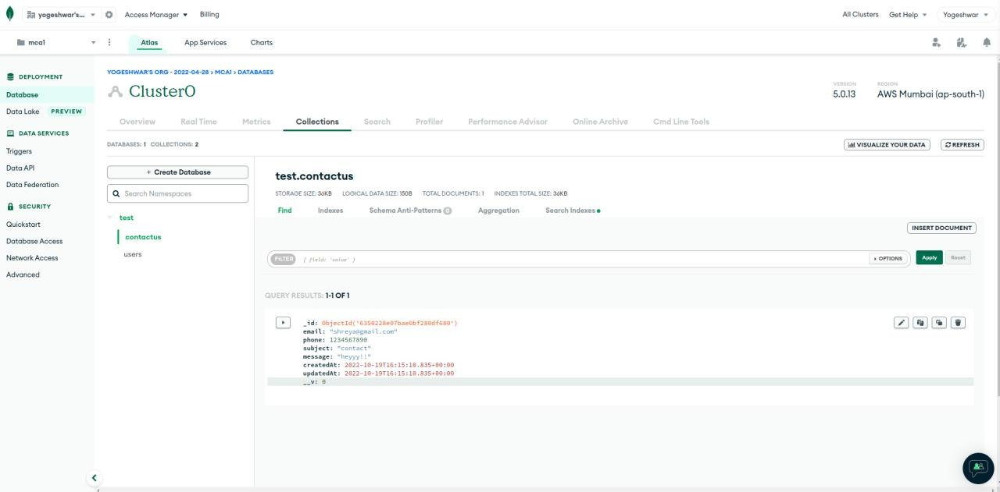 yogeshwar's... Access Manager Billing All Clusters Get Help Yogeshwar
mca1 Atlas App Services Charts
DEPLOYMENT
Database
Data Lake PREVIEW
DATA SERVICES
Triggers
Data API
Data Federation
SECURITY
Quickstart
Database Access
Network Access
Advanced
YOGESHWAR'S ORG - 2022-04-28 > MCA1 > DATABASES
Cluster0
VERSION
5.0.13
REGION
AWS Mumbai (ap-south-1)
Overview Real Time Metrics Collections Search Profiler Performance Advisor Online Archive Cmd Line Tools
DATABASES: 1 COLLECTIONS: 2
VISUALIZE YOUR DATA REFRESH
+ Create Database
Search Namespaces
test
contactus
users
test.contactus
STORAGE SIZE: 36KB LOGICAL DATA SIZE: 150B TOTAL DOCUMENTS: 1 INDEXES TOTAL SIZE: 36KB
Find Indexes Schema Anti-Patterns 0 Aggregation Search Indexes
INSERT DOCUMENT
FILTER { field: 'value' } OPTIONS Apply Reset
QUERY RESULTS: 1-1 OF 1
_id: ObjectId('6350228e07bae0bf280df680')
email: "shreya@gmail.com"
phone: 1234567890
subject: "contact"
message: "heyyy!!"
createdAt: 2022-10-19T16:15:10.835+00:00
updatedAt: 2022-10-19T16:15:10.835+00:00
__v: 0